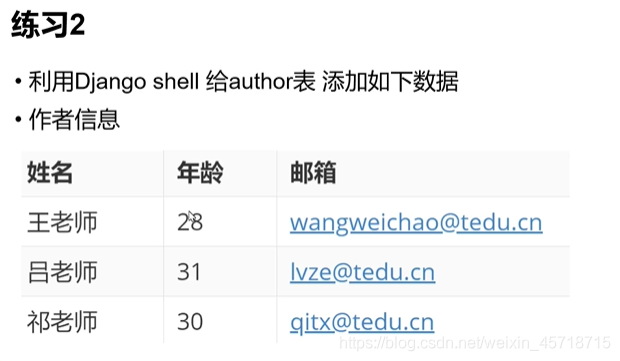 练习2
• 利用Django shell 给author表 添加如下数据
• 作者信息
姓名 年龄 邮箱
王老师 28 wangweichao@tedu.cn
吕老师 31 lvze@tedu.cn
祁老师 30 qitx@tedu.cn
https://blog.csdn.net/weixin_45718715